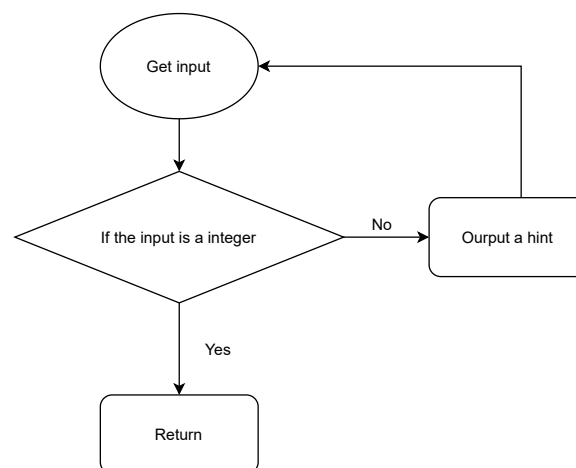 Get input
If the input is a integer
No
Ourput a hint
Yes
Return